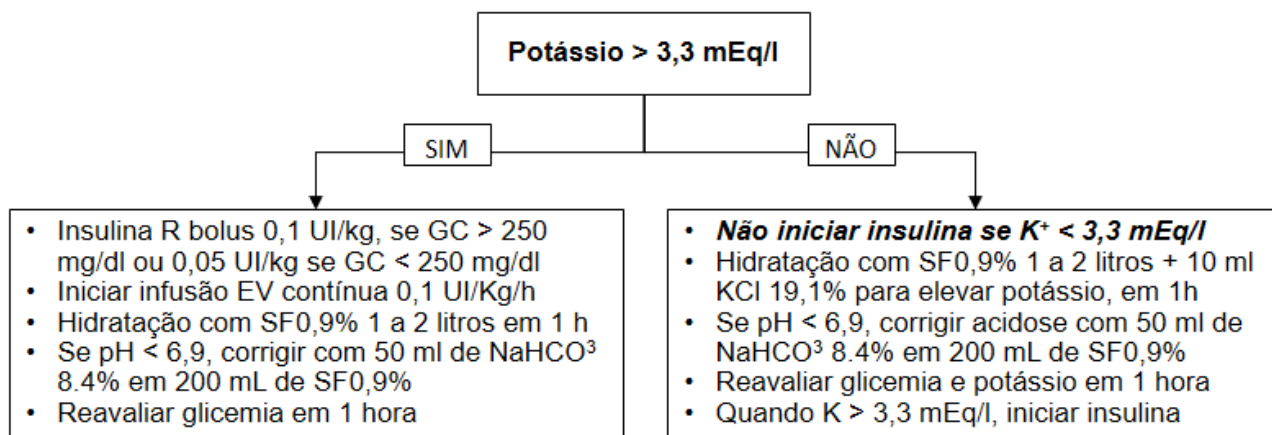 Potássio > 3,3 mEq/l
SIM
NÃO
• Insulina R bolus 0,1 UI/kg, se GC > 250
mg/dl ou 0,05 UI/kg se GC < 250 mg/dl
• Iniciar infusão EV contínua 0,1 UI/Kg/h
• Hidratação com SF0,9% 1 a 2 litros em 1 h
• Se pH < 6,9, corrigir com 50 ml de NaHCO³
8.4% em 200 mL de SF0,9%
• Reavaliar glicemia em 1 hora
• Não iniciar insulina se K⁺ < 3,3 mEq/l
• Hidratação com SF0,9% 1 a 2 litros + 10 ml
KCl 19,1% para elevar potássio, em 1h
• Se pH < 6,9, corrigir acidose com 50 ml de
NaHCO³ 8.4% em 200 mL de SF0,9%
• Reavaliar glicemia e potássio em 1 hora
• Quando K > 3,3 mEq/l, iniciar insulina